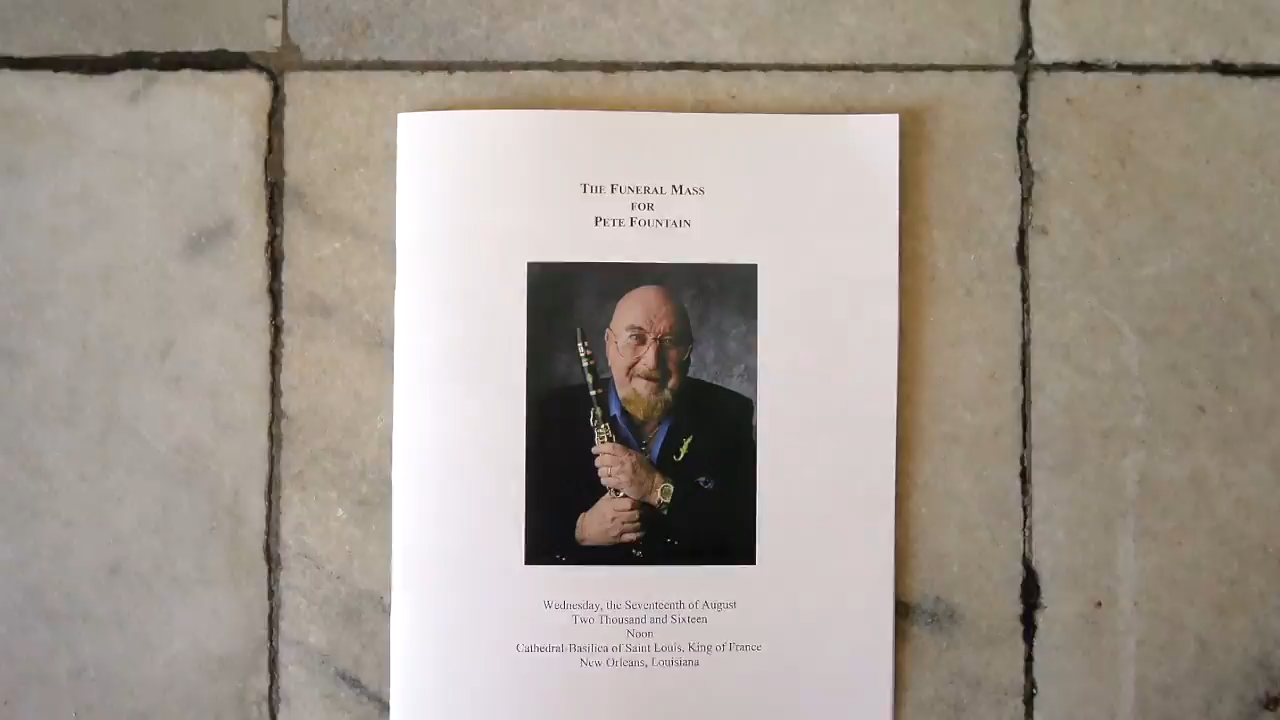 THE FUNERAL MASS
FOR
PETE FOUNTAIN
Wednesday, the Seventeenth of August
Two Thousand and Sixteen
Noon
Cathedral-Basilica of Saint Louis, King of France
New Orleans, Louisiana